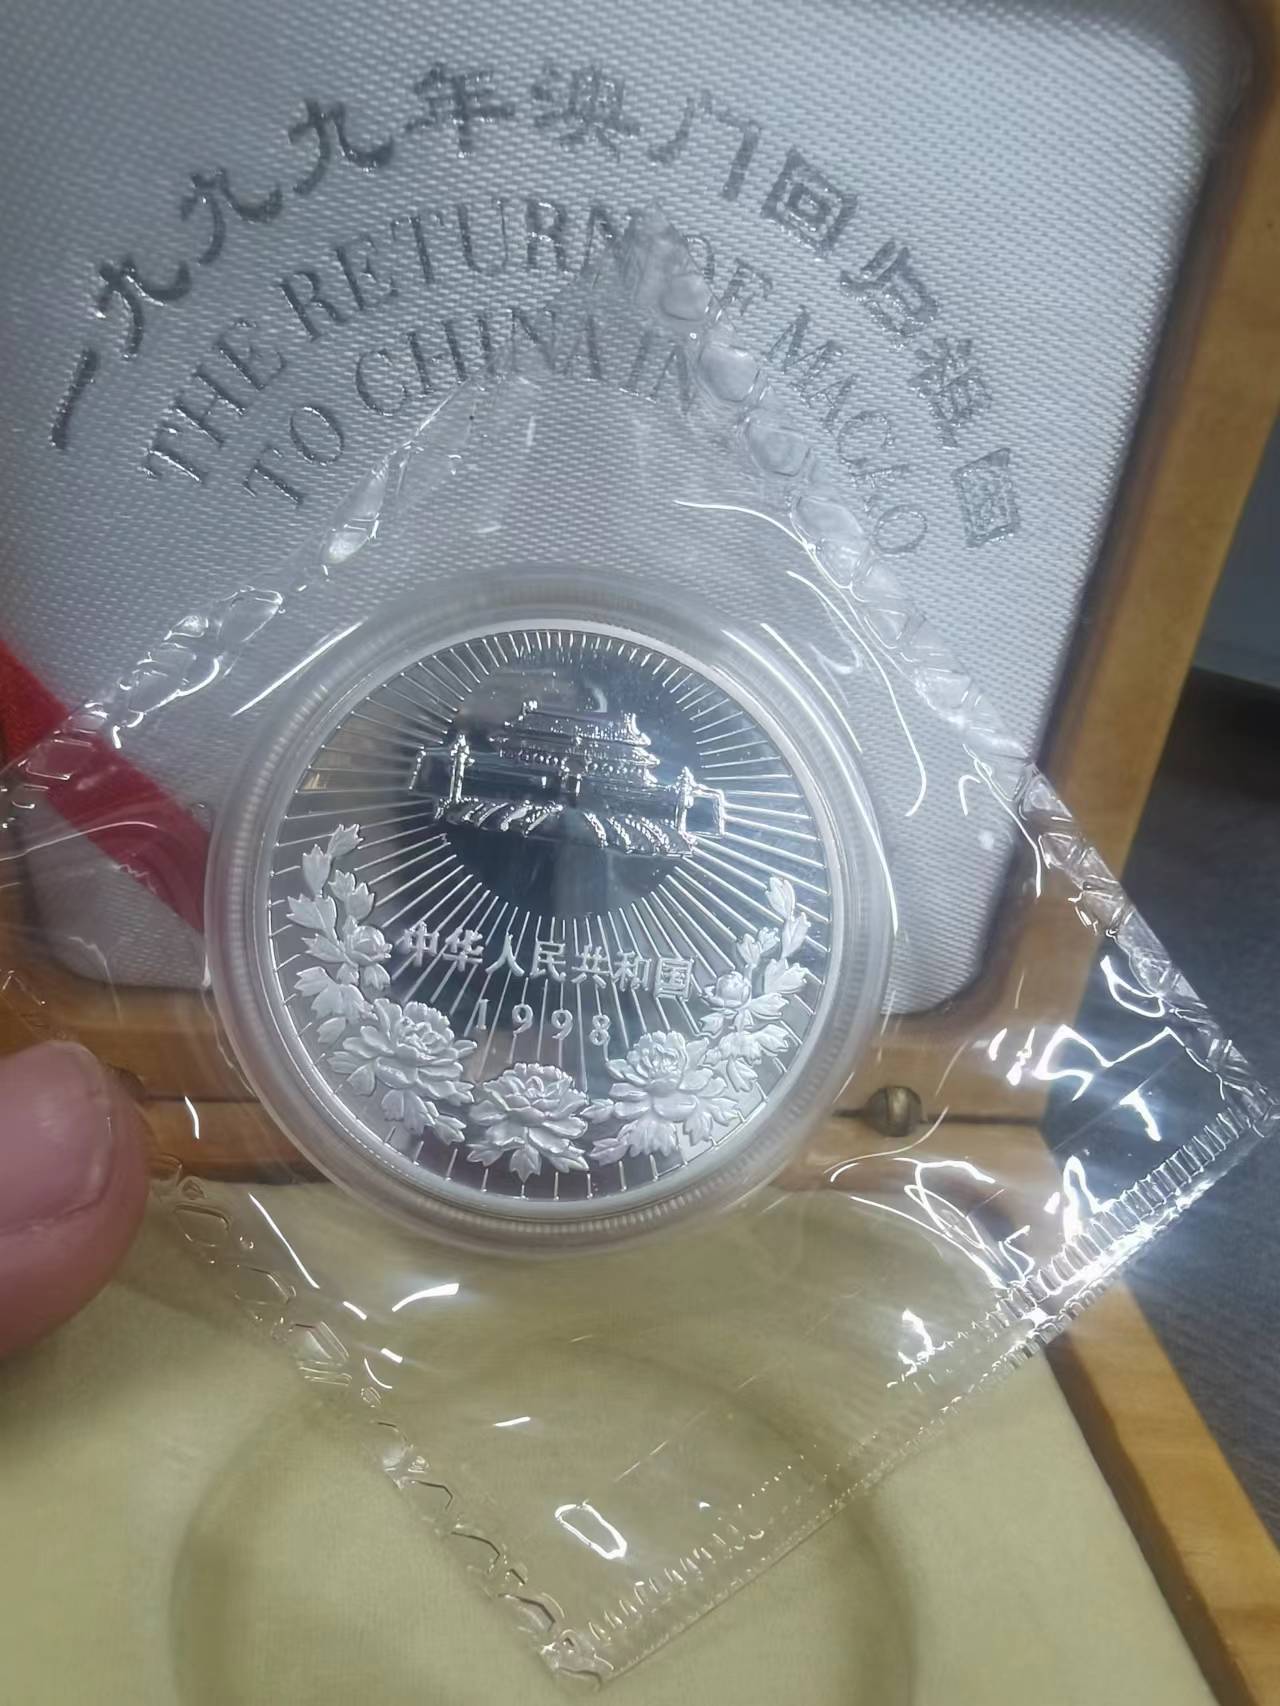 一九九九年澳门回归祖国
THE RETURN OF MACAO
TO CHINA IN
中华人民共和国
1998